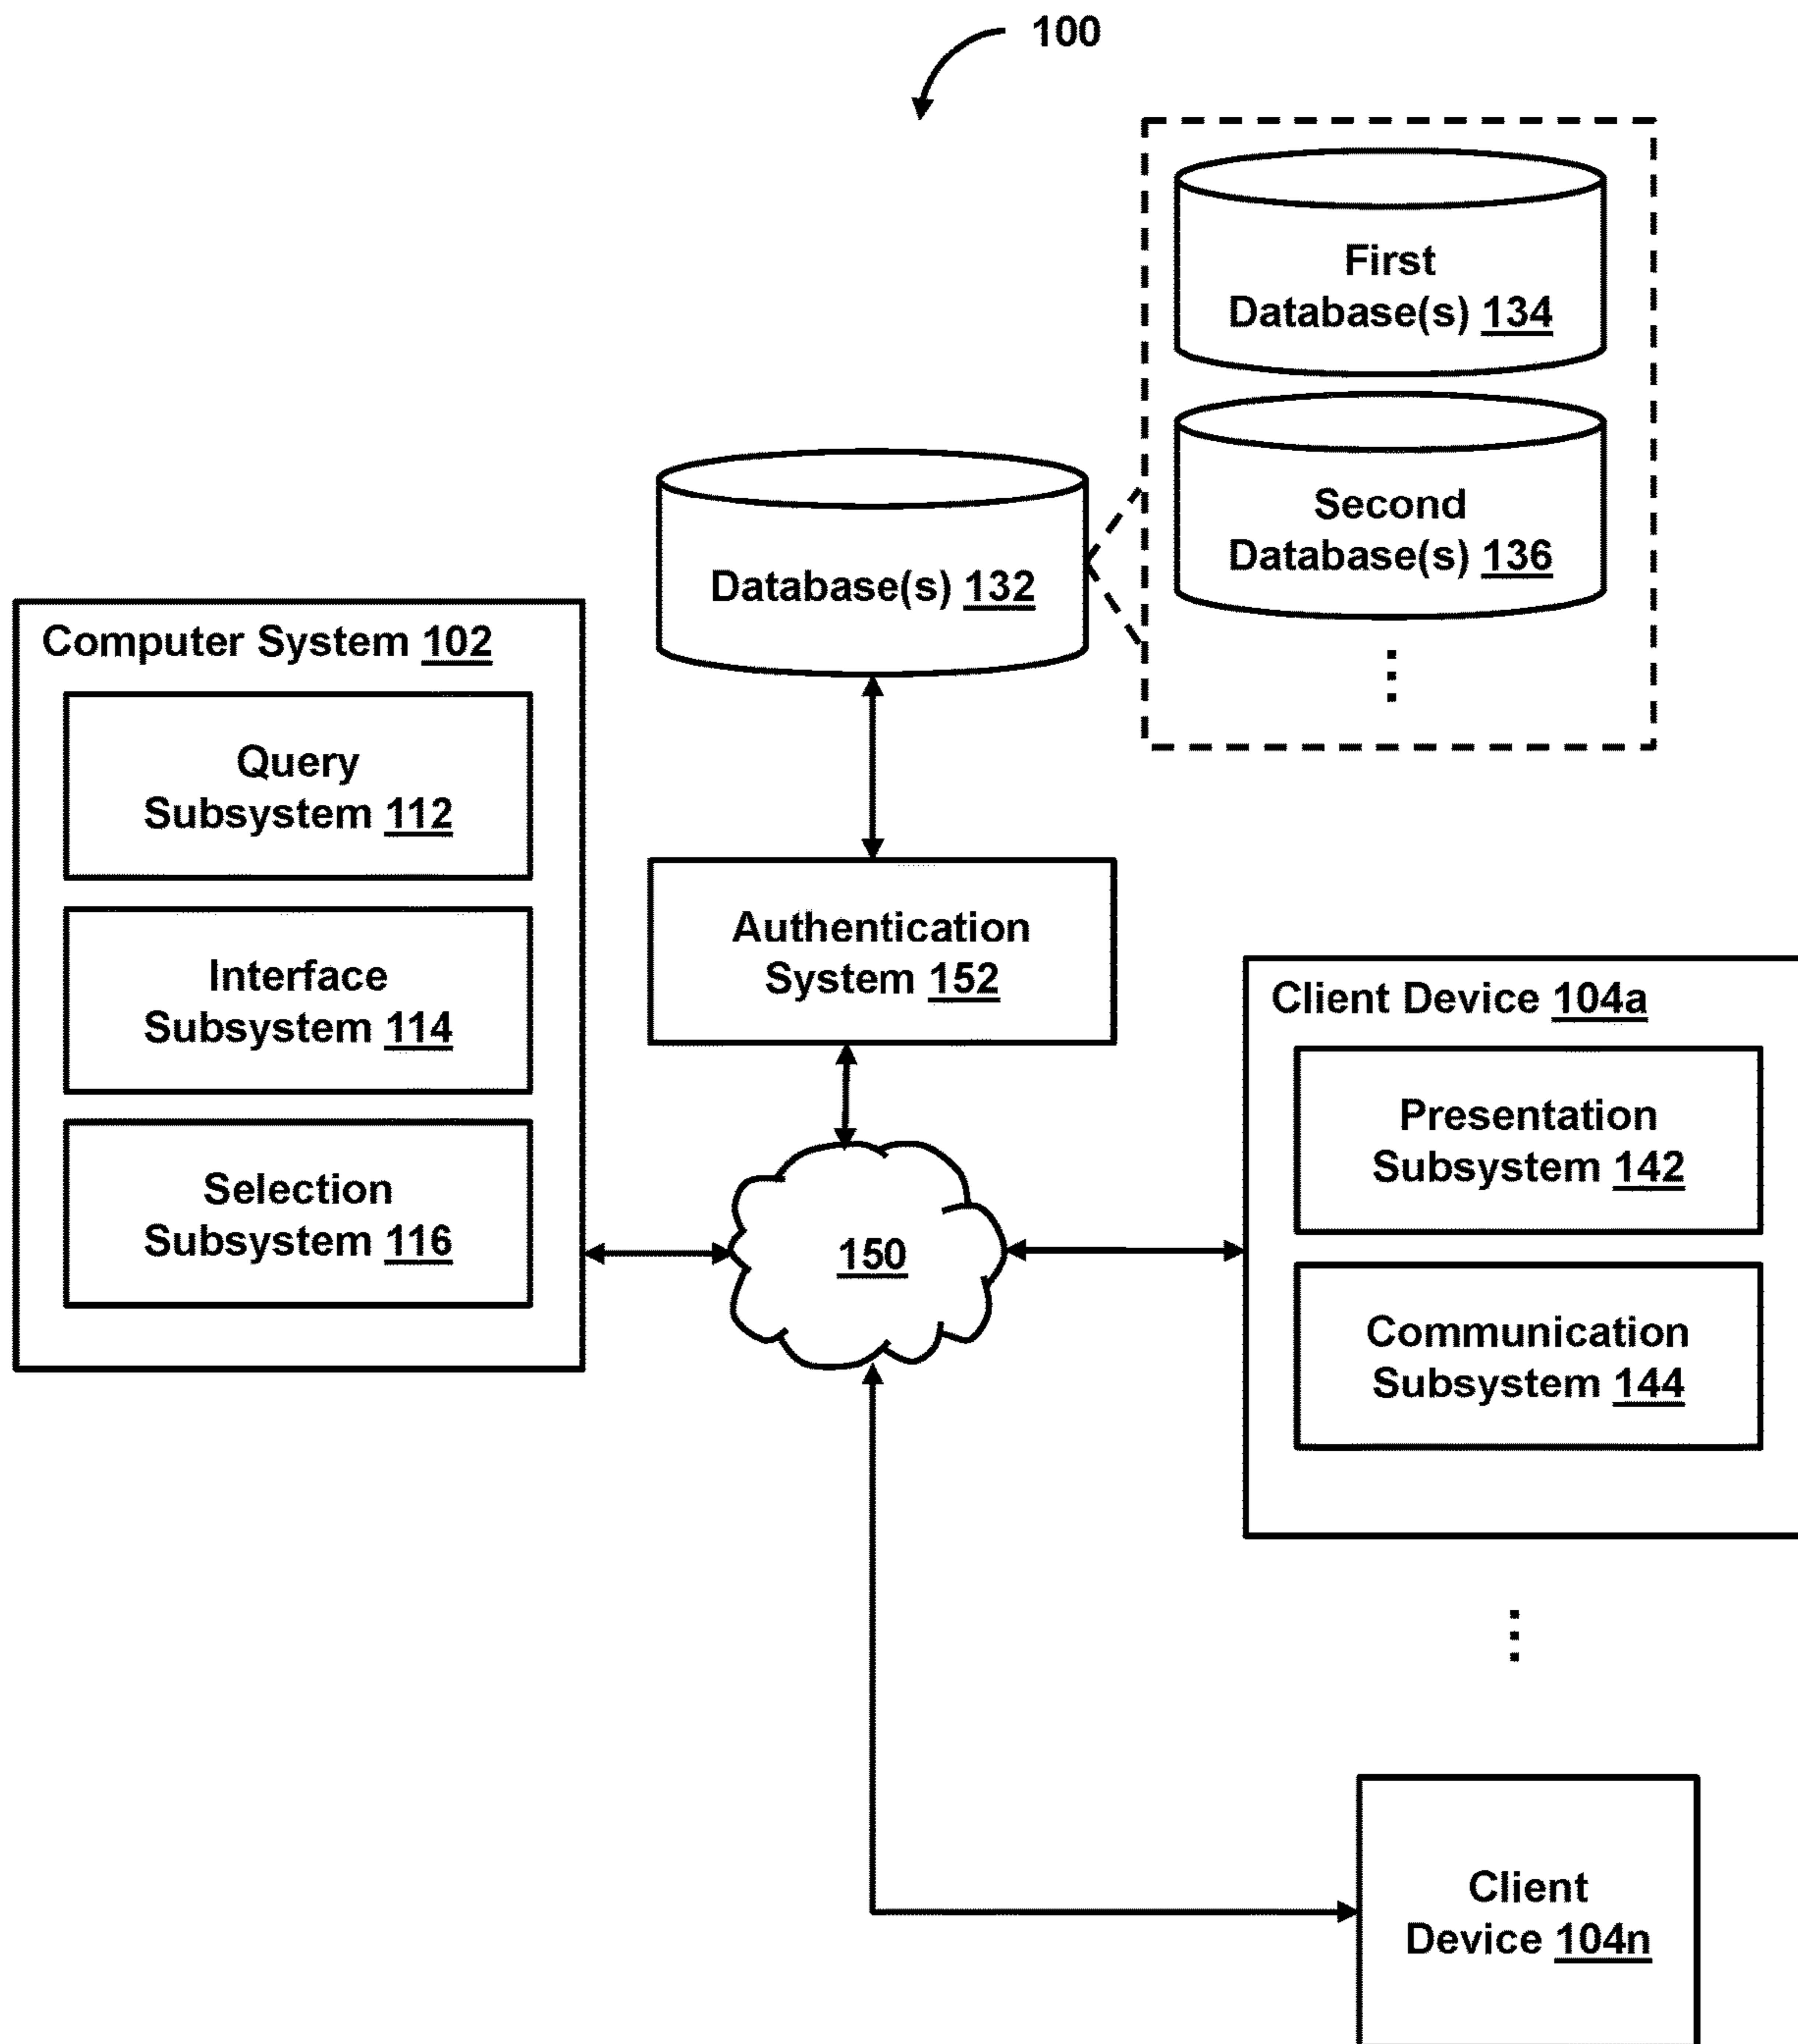 100
First
Database(s) 134
Second
Database(s) 136
Database(s) 132
Computer System 102
Query
Subsystem 112
Interface
Subsystem 114
Selection
Subsystem 116
Authentication
System 152
150
Client Device 104a
Presentation
Subsystem 142
Communication
Subsystem 144
Client
Device 104n